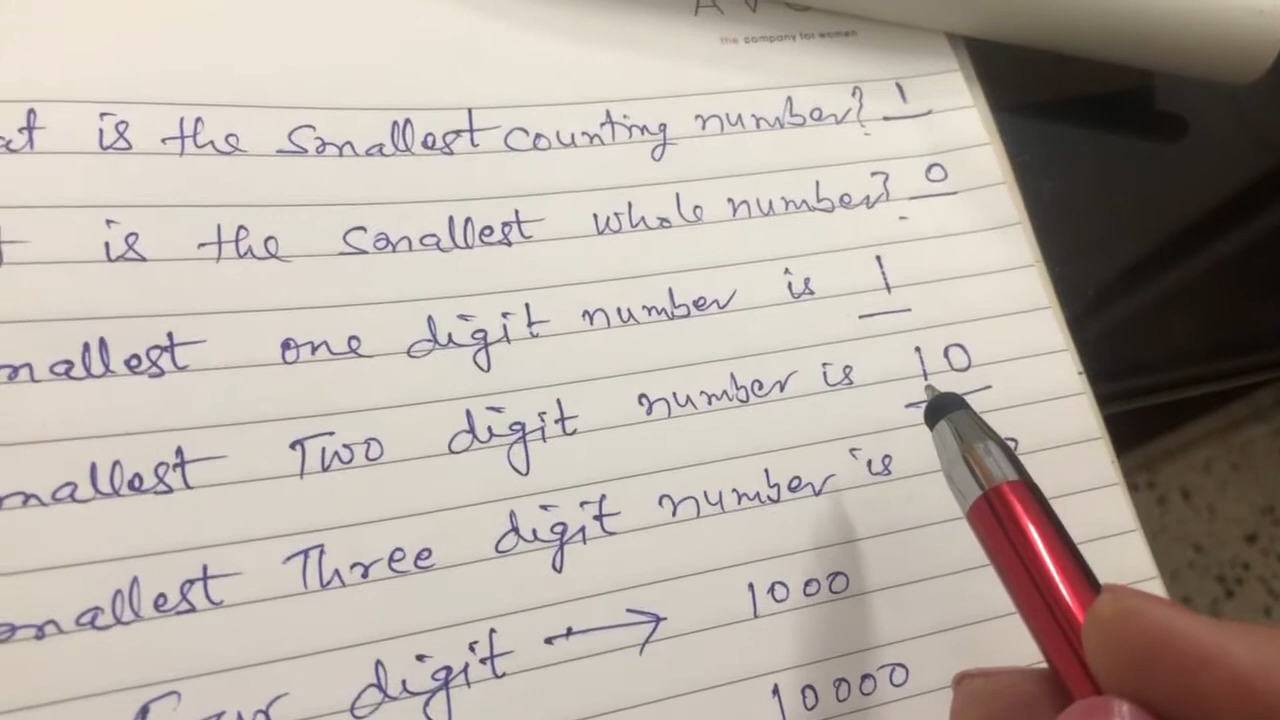 the company for women
is the smallest counting number? 1
is the smallest whole number? 0
smallest one digit number is 1
smallest Two digit number is 10
smallest Three digit number is
Four digit → 1000
10000